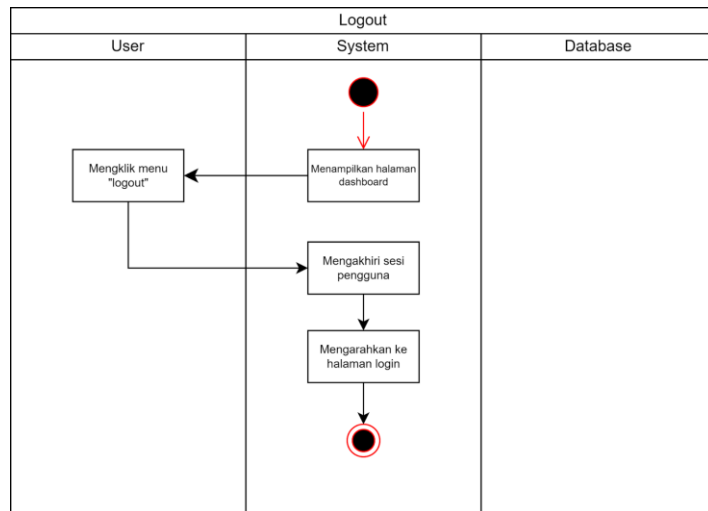 Logout
User
System
Database
Menampilkan halaman
dashboard
Mengklik menu
"logout"
Mengakhiri sesi
pengguna
Mengarahkan ke
halaman login